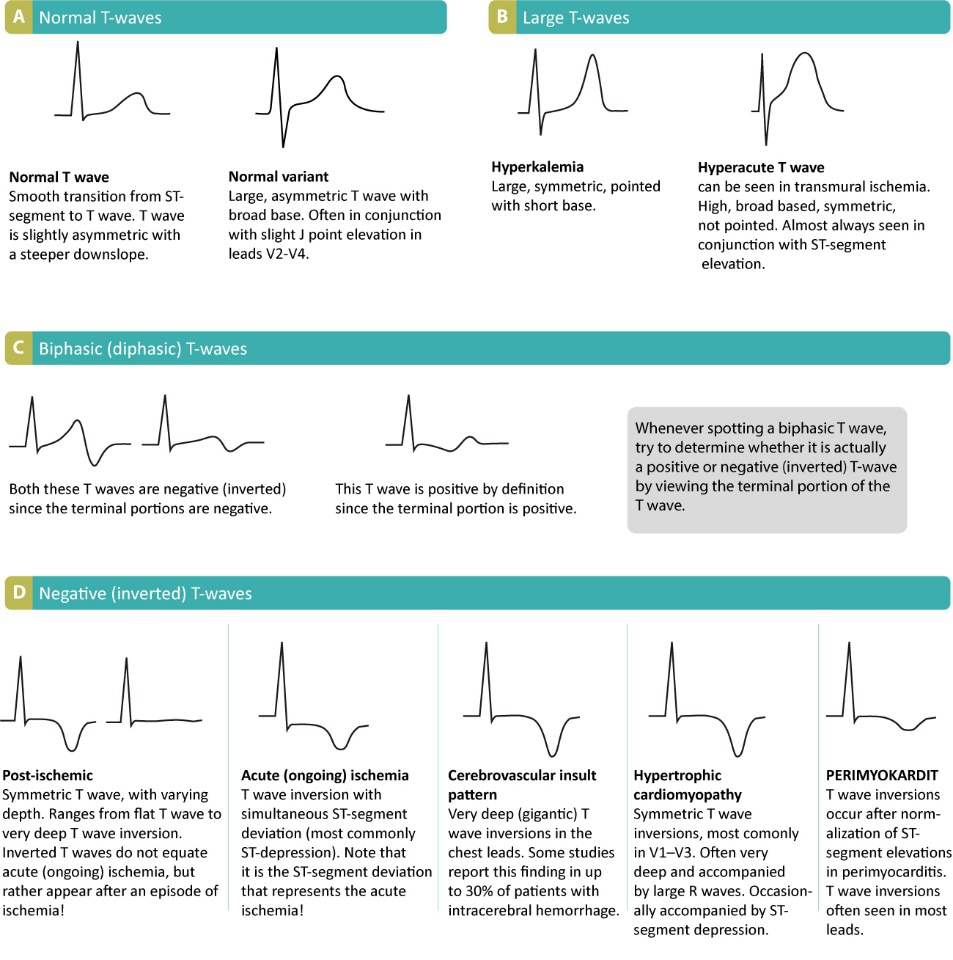 A Normal T-waves
Normal T wave
Smooth transition from ST-
segment to T wave. T wave
is slightly asymmetric with
a steeper downslope.
Normal variant
Large, asymmetric T wave with
broad base. Often in conjunction
with slight J point elevation in
leads V2-V4.
B Large T-waves
Hyperkalemia
Large, symmetric, pointed
with short base.
Hyperacute T wave
can be seen in transmural ischemia.
High, broad based, symmetric,
not pointed. Almost always seen in
conjunction with ST-segment
elevation.
C Biphasic (diphasic) T-waves
Both these T waves are negative (inverted)
since the terminal portions are negative.
This T wave is positive by definition
since the terminal portion is positive.
Whenever spotting a biphasic T wave,
try to determine whether it is actually
a positive or negative (inverted) T-wave
by viewing the terminal portion of the
T wave.
D Negative (inverted) T-waves
Post-ischemic
Symmetric T wave, with varying
depth. Ranges from flat T wave to
very deep T wave inversion.
Inverted T waves do not equate
acute (ongoing) ischemia, but
rather appear after an episode of
ischemia!
Acute (ongoing) ischemia
T wave inversion with
simultaneous ST-segment
deviation (most commonly
ST-depression). Note that
it is the ST-segment deviation
that represents the acute
ischemia!
Cerebrovascular insult
pattern
Very deep (gigantic) T
wave inversions in the
chest leads. Some studies
report this finding in up
to 30% of patients with
intracerebral hemorrhage.
Hypertrophic
cardiomyopathy
Symmetric T wave
inversions, most comonly
in V1–V3. Often very
deep and accompanied
by large R waves. Occasion-
ally accompanied by ST-
segment depression.
PERIMYOKARDIT
T wave inversions
occur after norm-
alization of ST-
segment elevations
in perimyocarditis.
T wave inversions
often seen in most
leads.